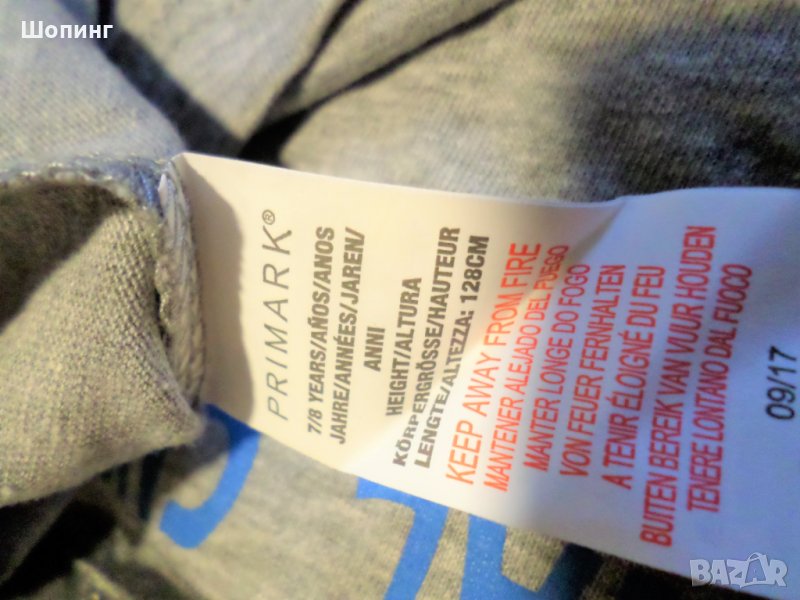 Шопинг
PRIMARK®
7/8 YEARS/AÑOS/ANOS
JAHRE/ANNÉES/JAREN/
ANNI
HEIGHT/ALTURA
KÖRPERGRÖSSE/HAUTEUR
LENGTE/ALTEZZA: 128CM
KEEP AWAY FROM FIRE
MANTENER ALEJADO DEL FUEGO
MANTER LONGE DO FOGO
VON FEUER FERNHALTEN
A TENIR ÉLOIGNÉ DU FEU
BUITEN BEREIK VAN VUUR HOUDEN
TENERE LONTANO DAL FUOCO
09/17
BAZAR